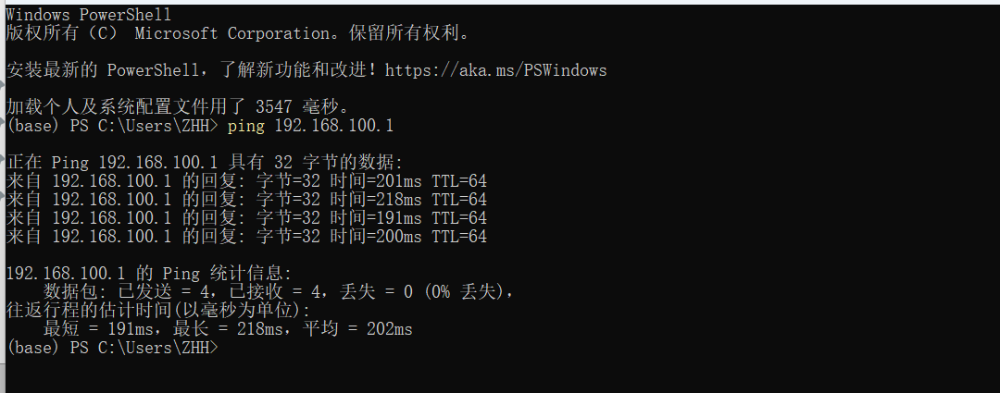 Windows PowerShell
版权所有（C） Microsoft Corporation。保留所有权利。
安装最新的 PowerShell，了解新功能和改进！https://aka.ms/PSWindows
加载个人及系统配置文件用了 3547 毫秒。
(base) PS C:\Users\ZHH> ping 192.168.100.1
正在 Ping 192.168.100.1 具有 32 字节的数据:
来自 192.168.100.1 的回复: 字节=32 时间=201ms TTL=64
来自 192.168.100.1 的回复: 字节=32 时间=218ms TTL=64
来自 192.168.100.1 的回复: 字节=32 时间=191ms TTL=64
来自 192.168.100.1 的回复: 字节=32 时间=200ms TTL=64
192.168.100.1 的 Ping 统计信息:
数据包: 已发送 = 4，已接收 = 4，丢失 = 0 (0% 丢失)，
往返行程的估计时间(以毫秒为单位):
最短 = 191ms，最长 = 218ms，平均 = 202ms
(base) PS C:\Users\ZHH>